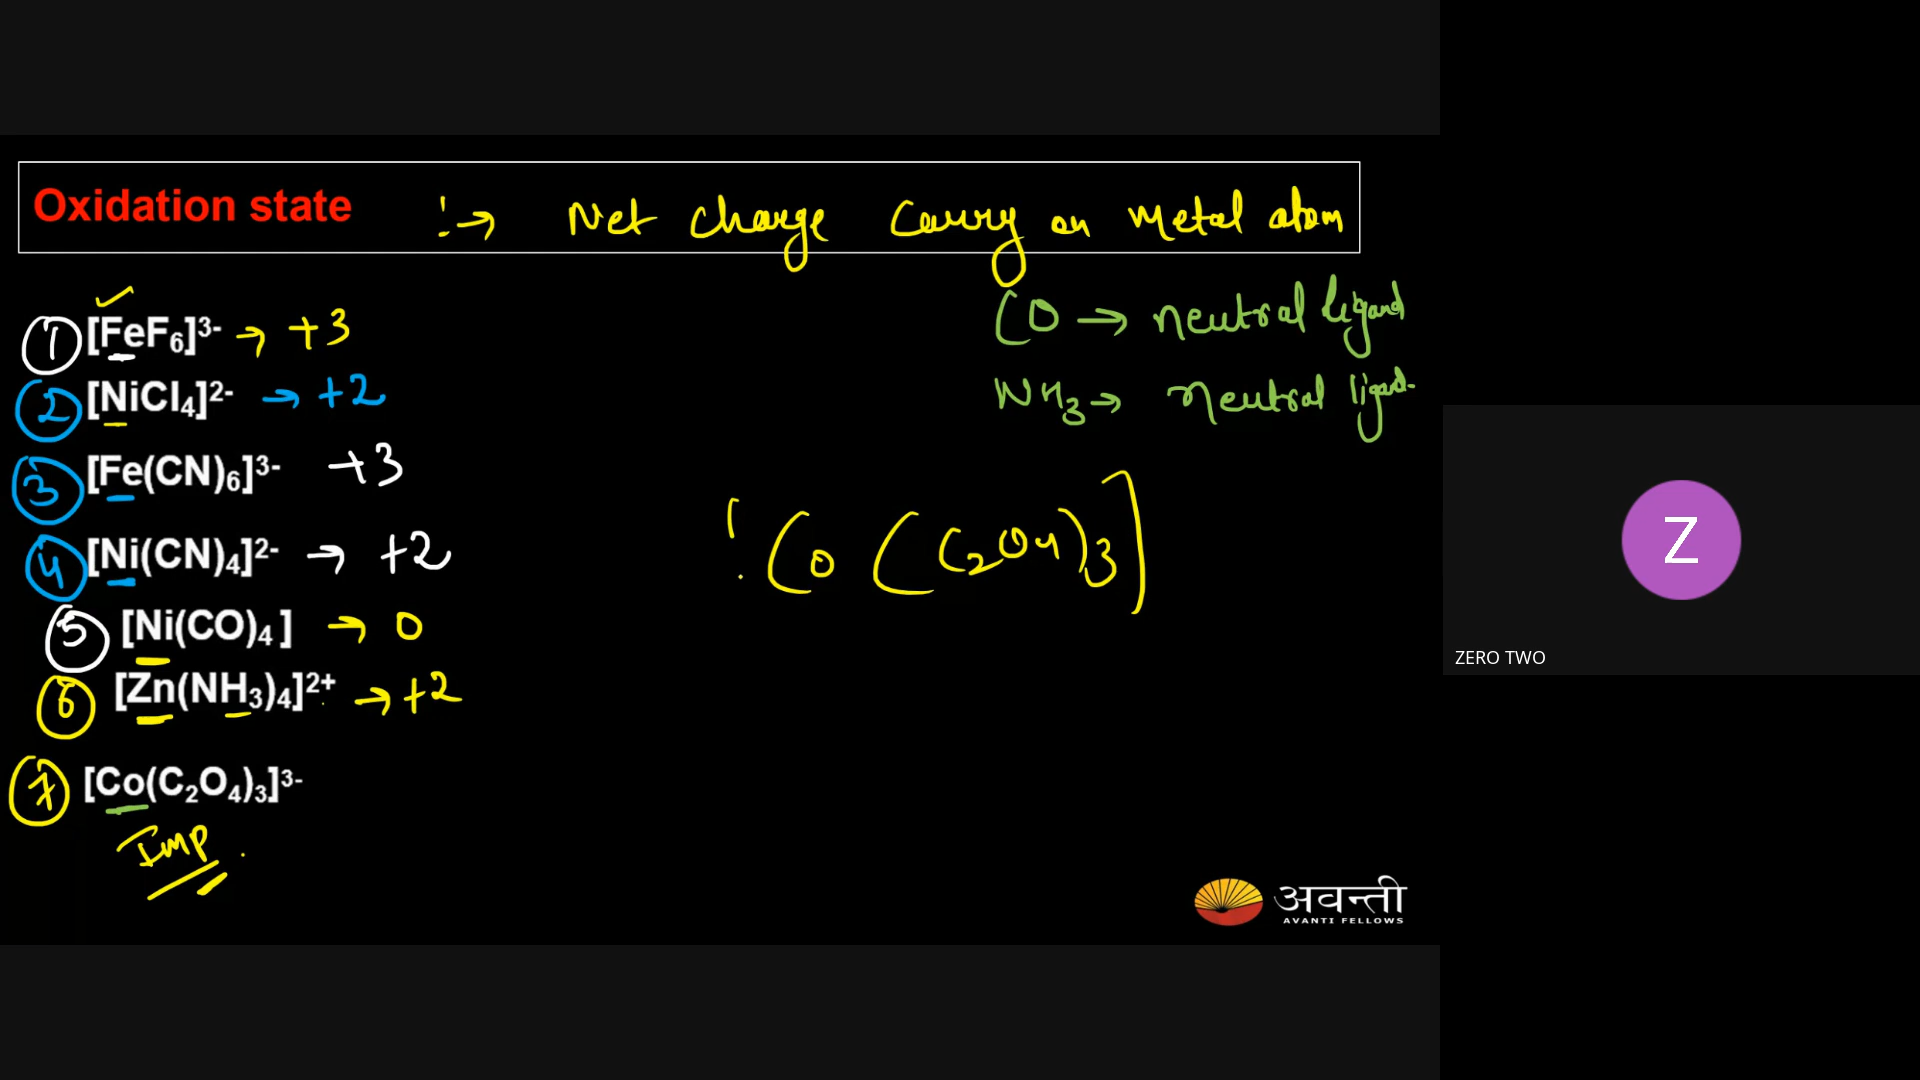 Oxidation state :→ Net charge carry on metal atom
CO → neutral ligand
NH₃ → neutral ligand
① [FeF₆]³⁻ → +3
② [NiCl₄]²⁻ → +2
③ [Fe(CN)₆]³⁻ +3
④ [Ni(CN)₄]²⁻ → +2
[Co(C₂O₄)₃]
⑤ [Ni(CO)₄] → 0
⑥ [Zn(NH₃)₄]²⁺ → +2
⑦ [Co(C₂O₄)₃]³⁻
Imp
अवन्ती
AVANTI FELLOWS
Z
ZERO TWO